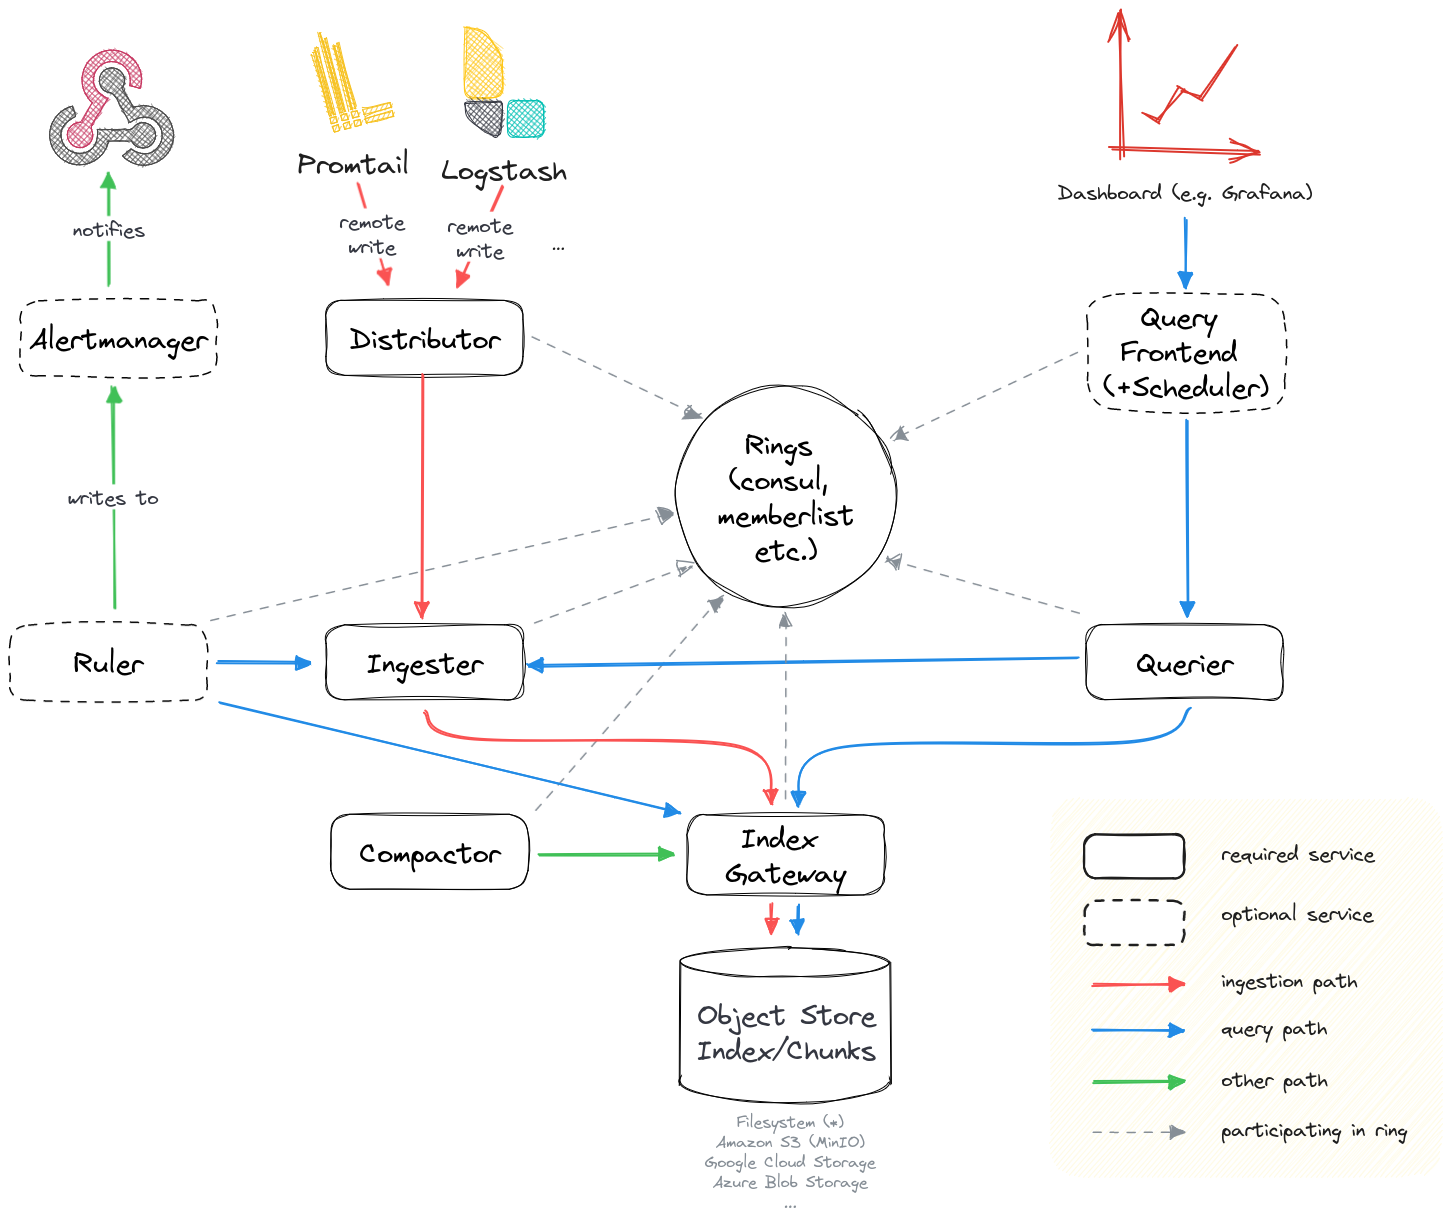 Promtail
Logstash
Dashboard (e.g. Grafana)
notifies
remote
write
remote
write
...
Alertmanager
Distributor
Query
Frontend
(+Scheduler)
Rings
(consul,
memberlist
etc.)
writes to
Ruler
Ingester
Querier
Compactor
Index
Gateway
Object Store
Index/Chunks
Filesystem (*)
Amazon S3 (MinIO)
Google Cloud Storage
Azure Blob Storage
...
required service
optional service
ingestion path
query path
other path
participating in ring